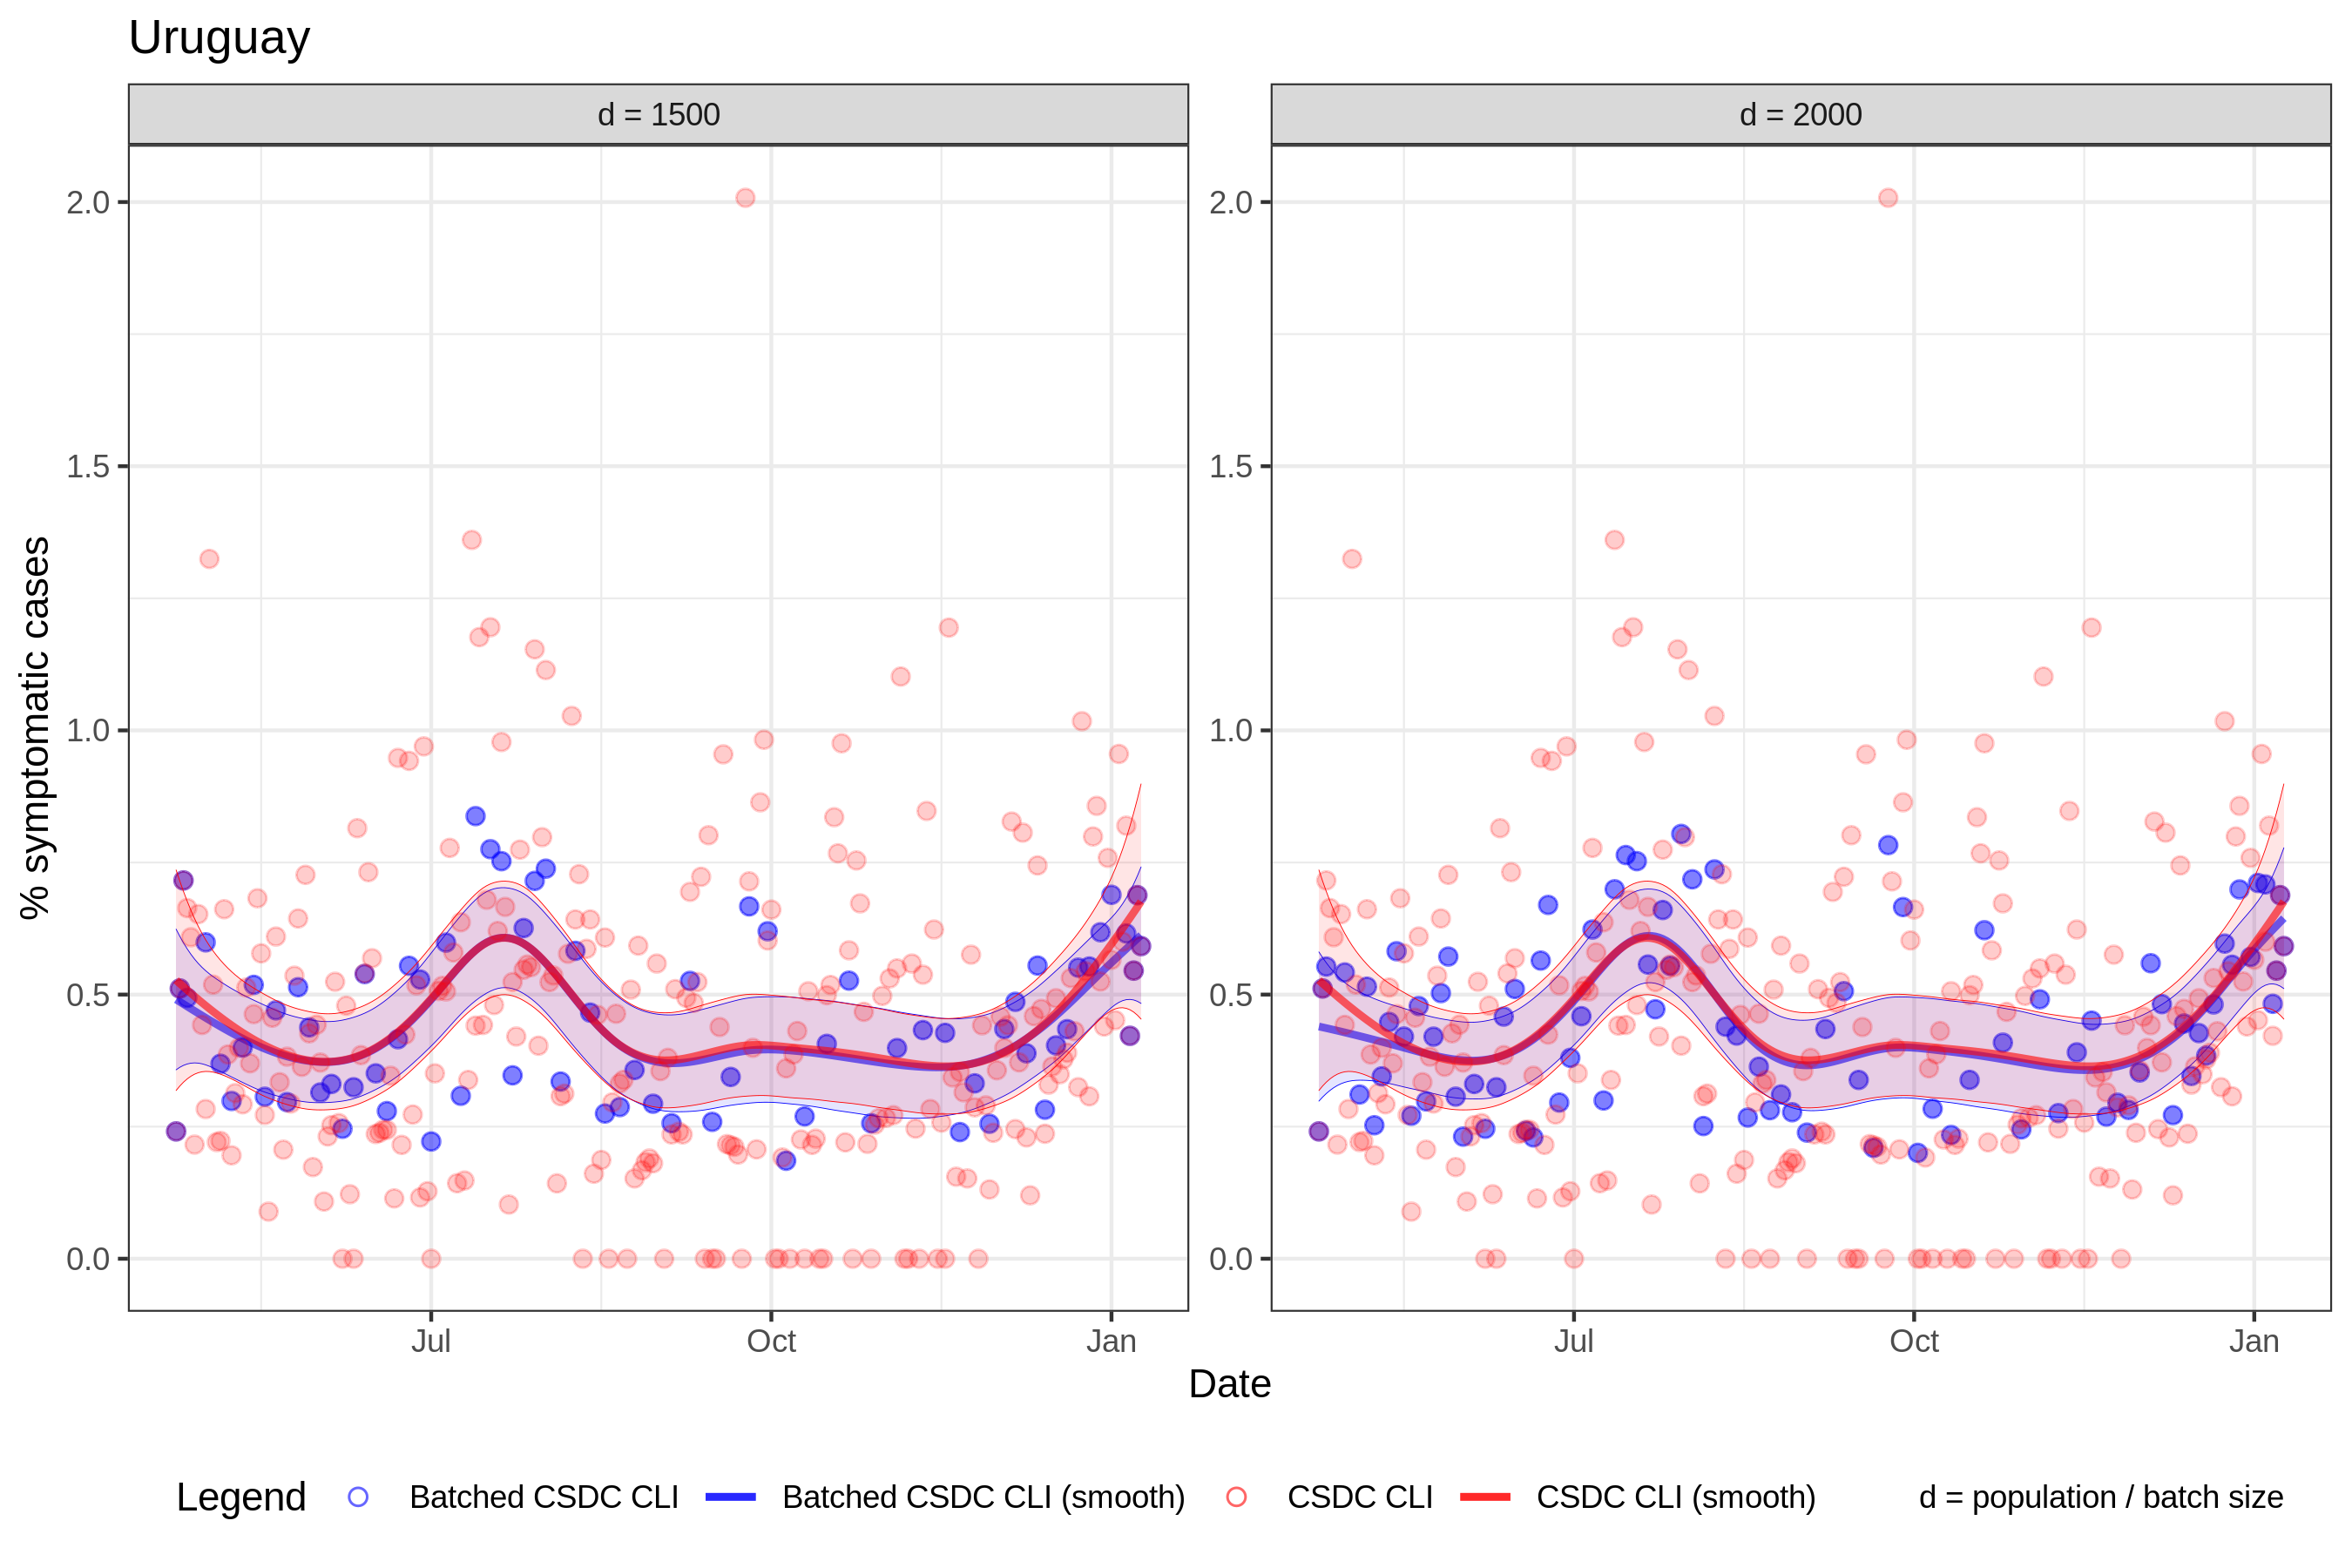 Uruguay
d = 1500
d = 2000
% symptomatic cases
2.0
1.5
1.0
0.5
0.0
2.0
1.5
1.0
0.5
0.0
Jul
Oct
Jan
Jul
Oct
Jan
Date
Legend
Batched CSDC CLI
Batched CSDC CLI (smooth)
CSDC CLI
CSDC CLI (smooth)
d = population / batch size